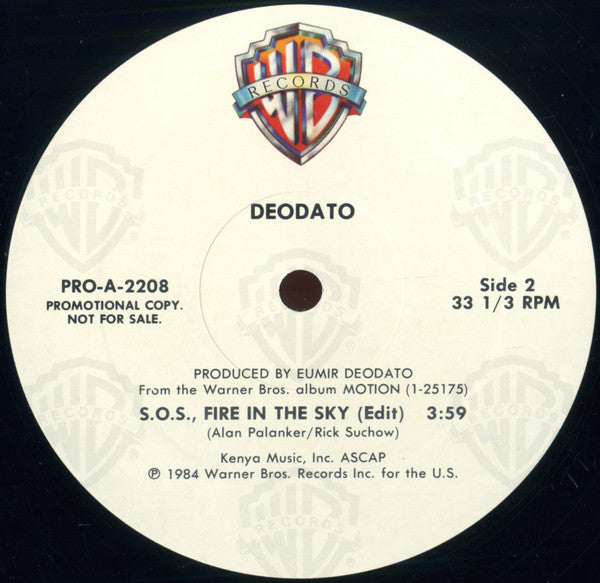 WB
RECORDS
DEODATO
PRO-A-2208
PROMOTIONAL COPY.
NOT FOR SALE.
Side 2
33 1/3 RPM
PRODUCED BY EUMIR DEODATO
From the Warner Bros. album MOTION (1-25175)
S.O.S., FIRE IN THE SKY (Edit) 3:59
(Alan Palanker/Rick Suchow)
Kenya Music, Inc. ASCAP
℗ 1984 Warner Bros. Records Inc. for the U.S.